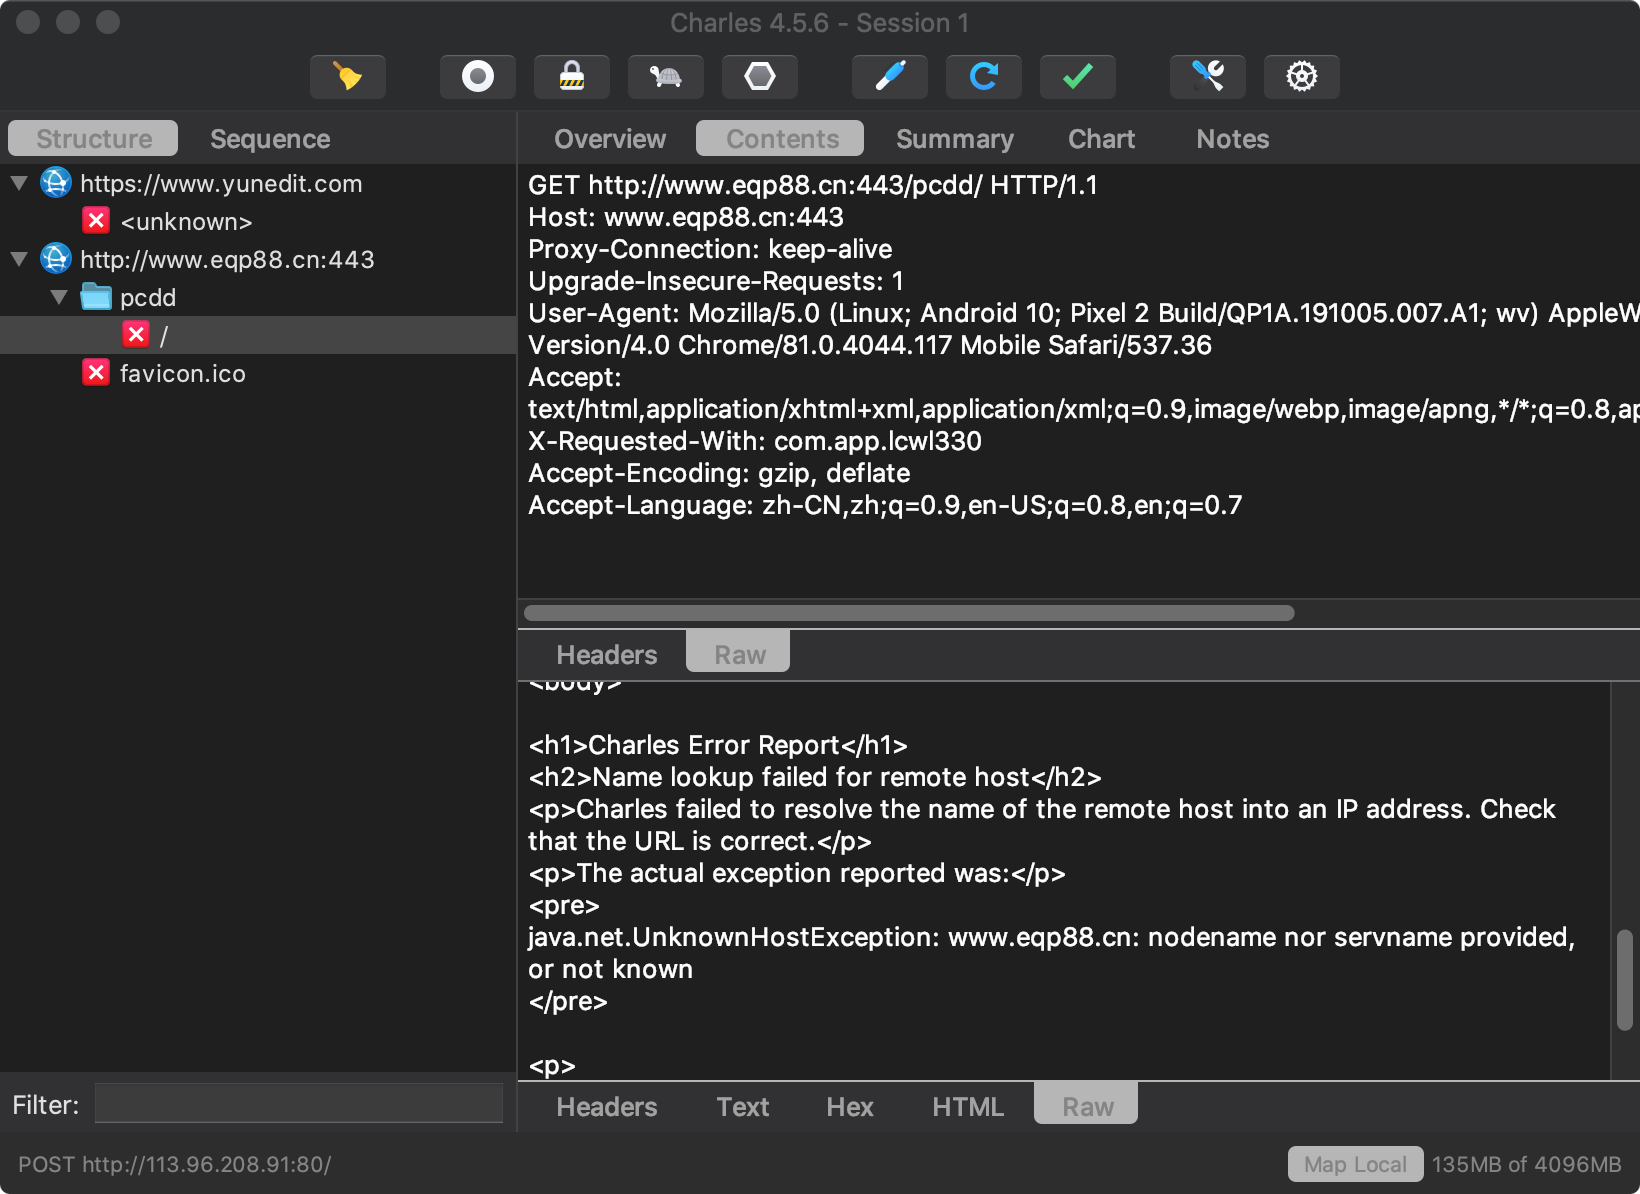 Charles 4.5.6 - Session 1
Structure
Sequence
Overview
Contents
Summary
Chart
Notes
https://www.yunedit.com
<unknown>
http://www.eqp88.cn:443
pcdd
/
favicon.ico
GET http://www.eqp88.cn:443/pcdd/ HTTP/1.1
Host: www.eqp88.cn:443
Proxy-Connection: keep-alive
Upgrade-Insecure-Requests: 1
User-Agent: Mozilla/5.0 (Linux; Android 10; Pixel 2 Build/QP1A.191005.007.A1; wv) AppleW
Version/4.0 Chrome/81.0.4044.117 Mobile Safari/537.36
Accept:
text/html,application/xhtml+xml,application/xml;q=0.9,image/webp,image/apng,*/*;q=0.8,ap
X-Requested-With: com.app.lcwl330
Accept-Encoding: gzip, deflate
Accept-Language: zh-CN,zh;q=0.9,en-US;q=0.8,en;q=0.7
Headers
Raw
<body>
<h1>Charles Error Report</h1>
<h2>Name lookup failed for remote host</h2>
<p>Charles failed to resolve the name of the remote host into an IP address. Check
that the URL is correct.</p>
<p>The actual exception reported was:</p>
<pre>
java.net.UnknownHostException: www.eqp88.cn: nodename nor servname provided,
or not known
</pre>
<p>
Headers
Text
Hex
HTML
Raw
Filter:
POST http://113.96.208.91:80/
Map Local
135MB of 4096MB